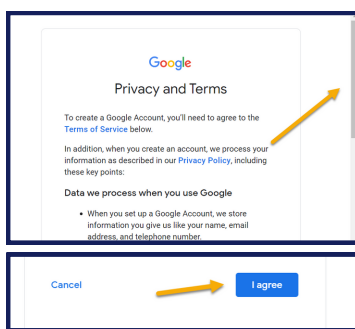 Google
Privacy and Terms
To create a Google Account, you'll need to agree to the
Terms of Service below.
In addition, when you create an account, we process your
information as described in our Privacy Policy, including
these key points:
Data we process when you use Google
• When you set up a Google Account, we store
information you give us like your name, email
address, and telephone number.
Cancel
I agree